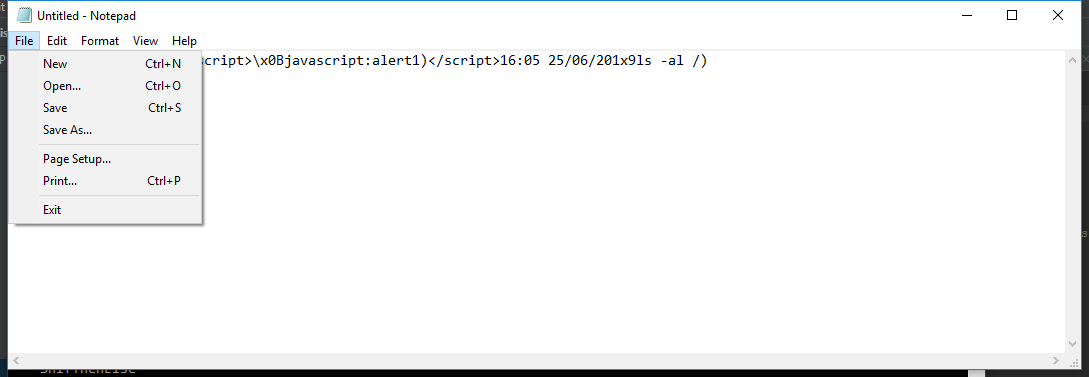 Untitled - Notepad
File Edit Format View Help
cript>\x0Bjavascript:alert1)</script>16:05 25/06/201x9ls -al /)
New Ctrl+N
Open... Ctrl+O
Save Ctrl+S
Save As...
Page Setup...
Print... Ctrl+P
Exit